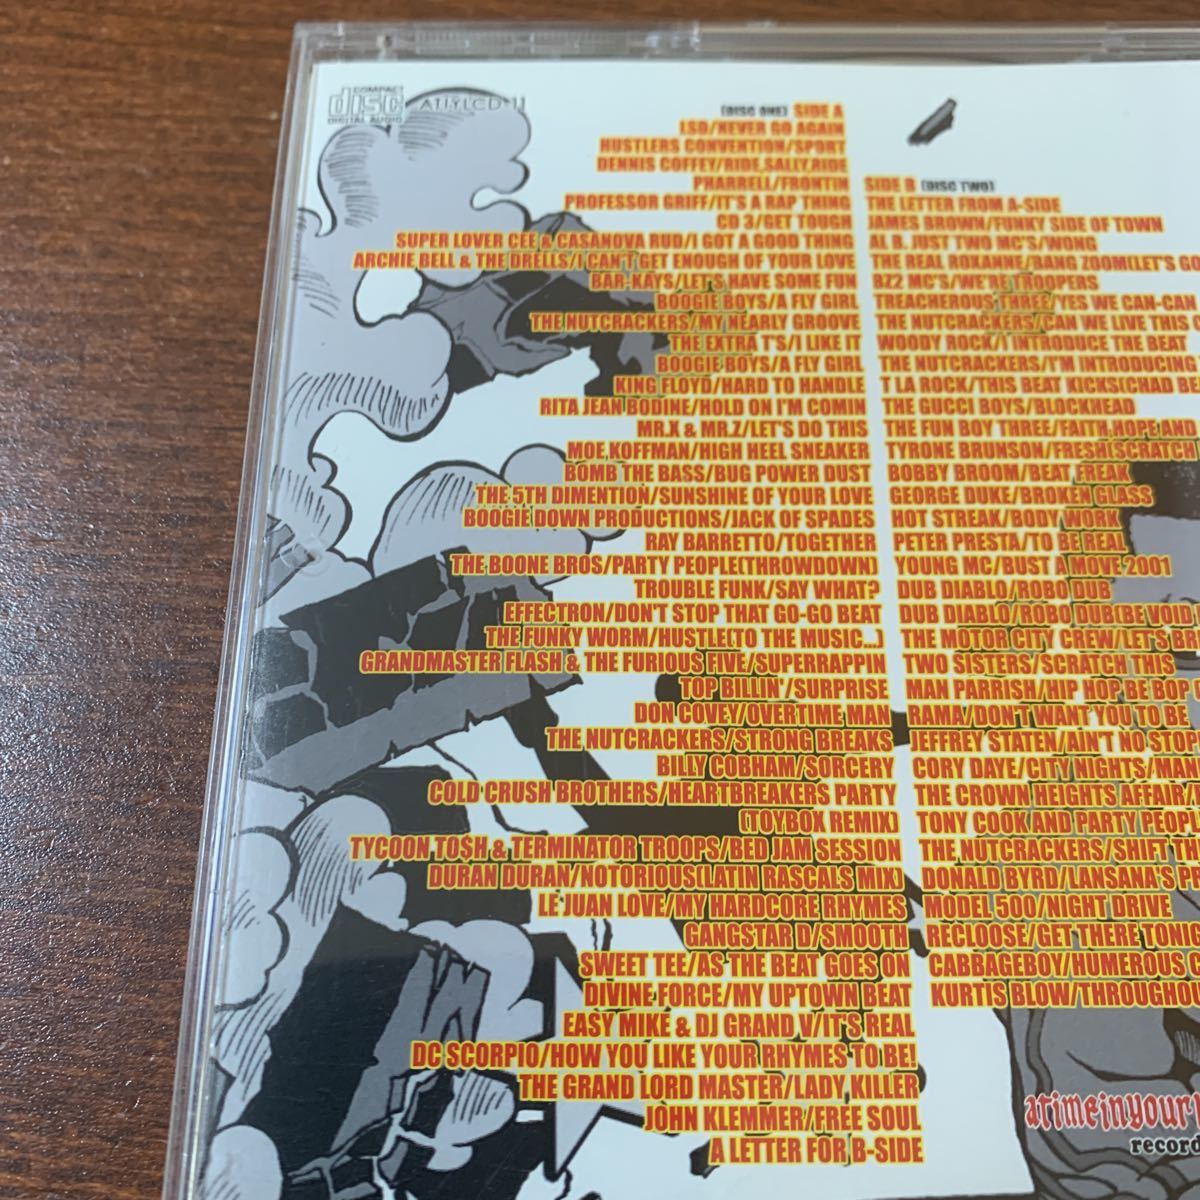 COMPACT
disc
DIGITAL AUDIO
ATIYLCD-11
(DISC ONE) SIDE A
LSD/NEVER GO AGAIN
HUSTLERS CONVENTION/SPORT
DENNIS COFFEY/RIDE,SALLY,RIDE
PHARRELL/FRONTIN
PROFESSOR GRIFF/IT'S A RAP THING
CD 3/GET TOUGH
SUPER LOVER CEE & CASANOVA RUD/I GOT A GOOD THING
ARCHIE BELL & THE DRELLS/I CAN'T GET ENOUGH OF YOUR LOVE
BAR-KAYS/LET'S HAVE SOME FUN
BOOGIE BOYS/A FLY GIRL
THE NUTCRACKERS/MY NEARLY GROOVE
THE EXTRA T'S/I LIKE IT
BOOGIE BOYS/A FLY GIRL
KING FLOYD/HARD TO HANDLE
RITA JEAN BODINE/HOLD ON I'M COMIN
MR.X & MR.Z/LET'S DO THIS
MOE,KOFFMAN/HIGH HEEL SNEAKER
BOMB THE BASS/BUG POWER DUST
THE 5TH DIMENTION/SUNSHINE OF YOUR LOVE
BOOGIE DOWN PRODUCTIONS/JACK OF SPADES
RAY BARRETTO/TOGETHER
THE BOONE BROS/PARTY PEOPLE(THROWDOWN)
TROUBLE FUNK/SAY WHAT?
EFFECTRON/DON'T STOP THAT GO-GO BEAT
THE FUNKY WORM/HUSTLE(TO THE MUSIC...)
GRANDMASTER FLASH & THE FURIOUS FIVE/SUPERRAPPIN
TOP BILLIN'/SURPRISE
DON COVEY/OVERTIME MAN
THE NUTCRACKERS/STRONG BREAKS
BILLY COBHAM/SORCERY
COLD CRUSH BROTHERS/HEARTBREAKERS PARTY
(TOYBOX REMIX)
TYCOON TO$H & TERMINATOR TROOPS/BED JAM SESSION
DURAN DURAN/NOTORIOUS(LATIN RASCALS MIX)
LE JUAN LOVE/MY HARDCORE RHYMES
GANGSTAR D/SMOOTH
SWEET TEE/AS THE BEAT GOES ON
DIVINE FORCE/MY UPTOWN BEAT
EASY MIKE & DJ GRAND V/IT'S REAL
DC SCORPIO/HOW YOU LIKE YOUR RHYMES TO BE!
THE GRAND LORD MASTER/LADY KILLER
JOHN KLEMMER/FREE SOUL
A LETTER FOR B-SIDE
SIDE B (DISC TWO)
THE LETTER FROM A-SIDE
JAMES BROWN/FUNKY SIDE OF TOWN
AL B. JUST TWO MC'S/WONG
THE REAL ROXANNE/BANG ZOOM(LET'S GO
BZ2 MC'S/WE'RE TROOPERS
TREACHEROUS THREE/YES WE CAN-CAN
THE NUTCRACKERS/CAN WE LIVE THIS
WOODY ROCK/I INTRODUCE THE BEAT
THE NUTCRACKERS/I'M INTRODUCING
T LA ROCK/THIS BEAT KICKS(CHAD BE
THE GUCCI BOYS/BLOCKHEAD
THE FUN BOY THREE/FAITH,HOPE AND
TYRONE BRUNSON/FRESH(SCRATCH
BOBBY BROOM/BEAT FREAK
GEORGE DUKE/BROKEN GLASS
HOT STREAK/BODY WORK
PETER PRESTA/TO BE REAL
YOUNG MC/BUST A MOVE 2001
DUB DIABLO/ROBO DUB
DUB DIABLO/ROBO DUB(BE VOID
THE MOTOR CITY CREW/LET'S BR
TWO SISTERS/SCRATCH THIS
MAN PARRISH/HIP HOP BE BOP
RAMA/DON'T WANT YOU TO BE
JEFFREY STATEN/AIN'T NO STOP
CORY DAYE/CITY NIGHTS/MAN
THE CROWN HEIGHTS AFFAIR/
TONY COOK AND PARTY PEOP
THE NUTCRACKERS/SHIFT TH
DONALD BYRD/LANSANA'S P
MODEL 500/NIGHT DRIVE
RECLOOSE/GET THERE TONIG
CABBAGEBOY/HUMEROUS C
KURTIS BLOW/THROUGHO
atimeinyour
record